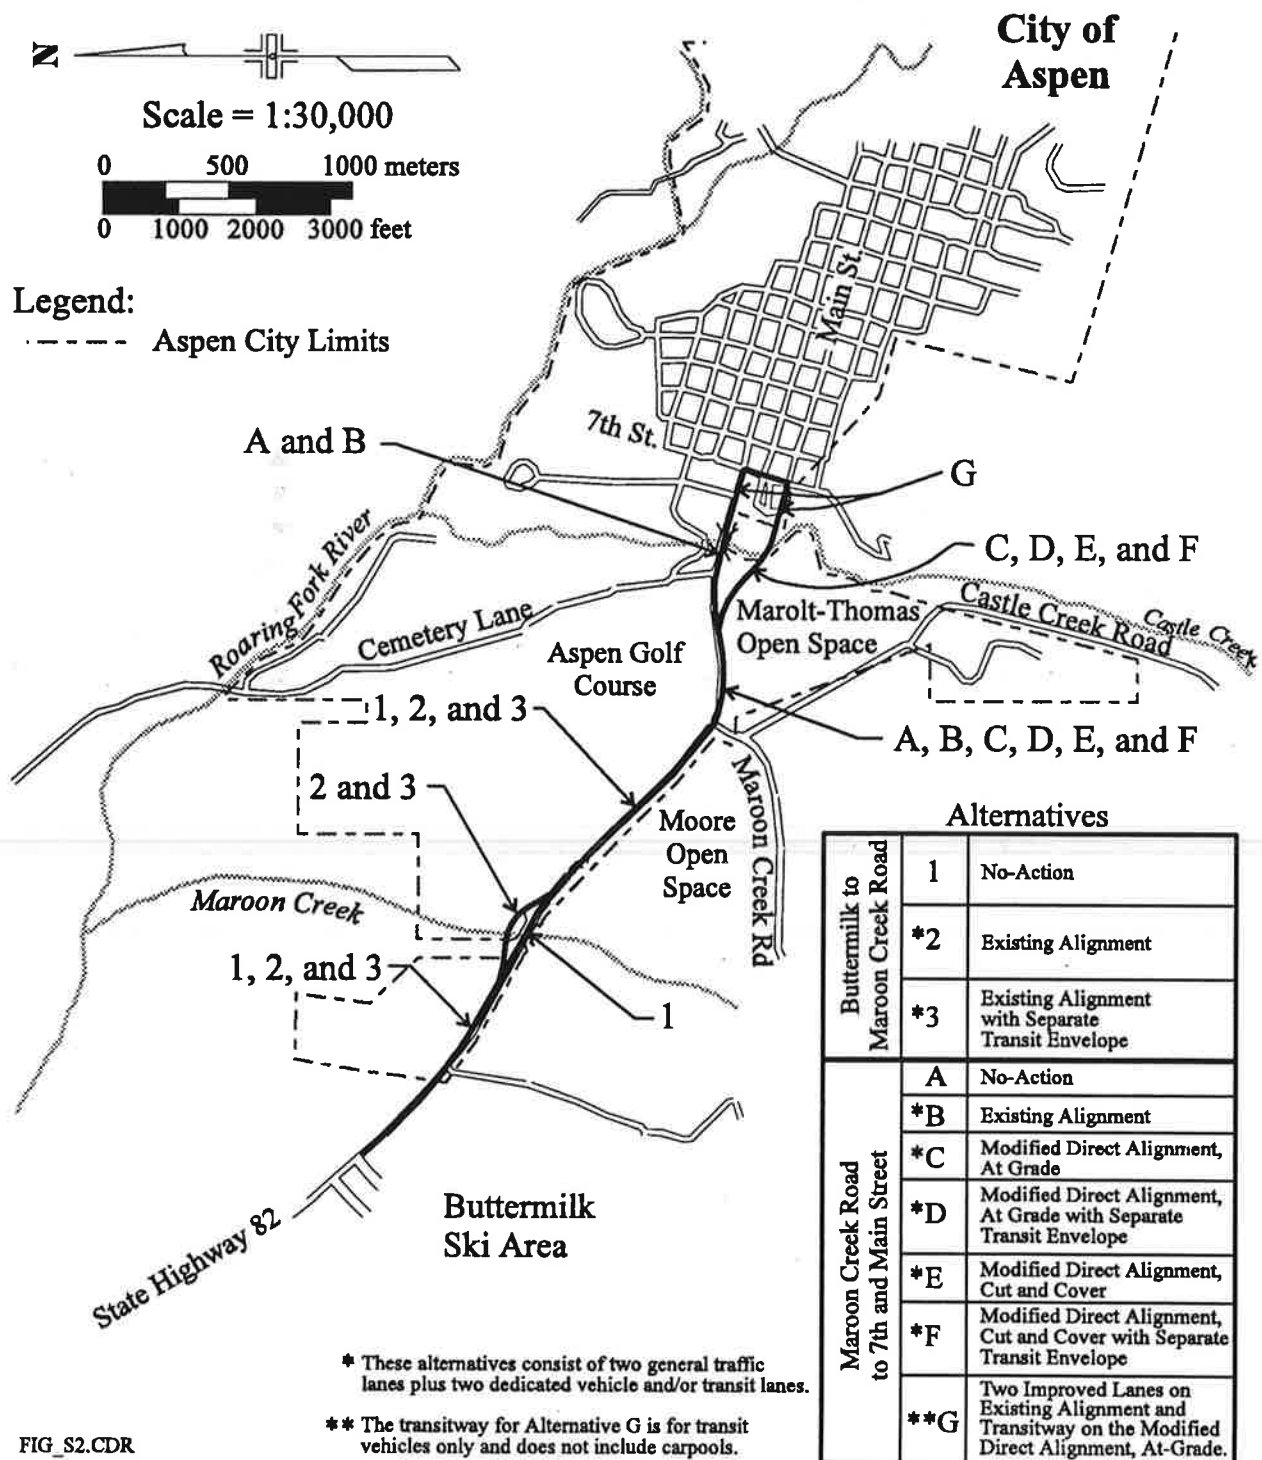 City of
Aspen
N
Scale = 1:30,000
0 500 1000 meters
0 1000 2000 3000 feet
Legend:
Aspen City Limits
Main St.
7th St.
A and B
G
C, D, E, and F
Roaring Fork River
Cemetery Lane
Marolt-Thomas
Open Space
Castle Creek Road
Castle Creek
Aspen Golf
Course
1, 2, and 3
A, B, C, D, E, and F
2 and 3
Moore
Open
Space
Maroon Creek Rd
Maroon Creek
1, 2, and 3
1
Buttermilk
Ski Area
State Highway 82
Alternatives
Buttermilk to
Maroon Creek Road
1 No-Action
*2 Existing Alignment
*3 Existing Alignment
with Separate
Transit Envelope
Maroon Creek Road
to 7th and Main Street
A No-Action
*B Existing Alignment
*C Modified Direct Alignment,
At Grade
*D Modified Direct Alignment,
At Grade with Separate
Transit Envelope
*E Modified Direct Alignment,
Cut and Cover
*F Modified Direct Alignment,
Cut and Cover with Separate
Transit Envelope
**G Two Improved Lanes on
Existing Alignment and
Transitway on the Modified
Direct Alignment, At-Grade.
* These alternatives consist of two general traffic
lanes plus two dedicated vehicle and/or transit lanes.
** The transitway for Alternative G is for transit
vehicles only and does not include carpools.
FIG_S2.CDR